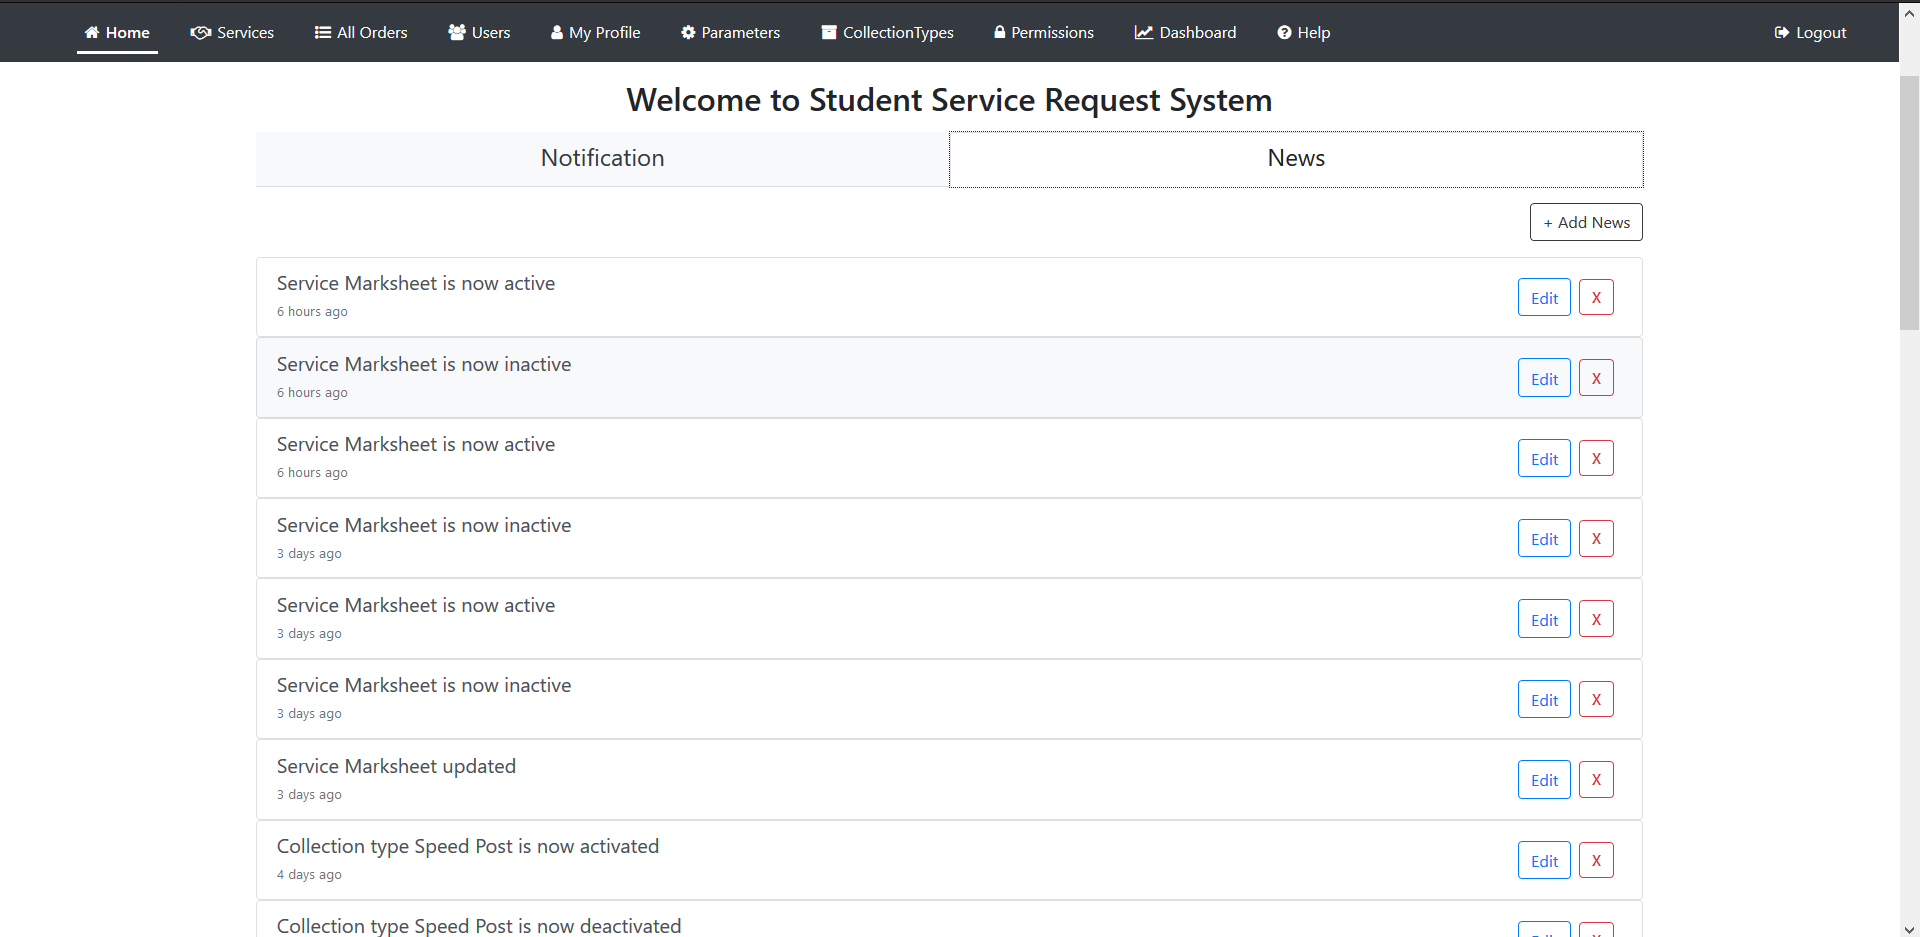 Home Services All Orders Users My Profile Parameters CollectionTypes Permissions Dashboard Help Logout
Welcome to Student Service Request System
Notification News
+ Add News
Service Marksheet is now active
6 hours ago
Edit X
Service Marksheet is now inactive
6 hours ago
Edit X
Service Marksheet is now active
6 hours ago
Edit X
Service Marksheet is now inactive
3 days ago
Edit X
Service Marksheet is now active
3 days ago
Edit X
Service Marksheet is now inactive
3 days ago
Edit X
Service Marksheet updated
3 days ago
Edit X
Collection type Speed Post is now activated
4 days ago
Edit X
Collection type Speed Post is now deactivated